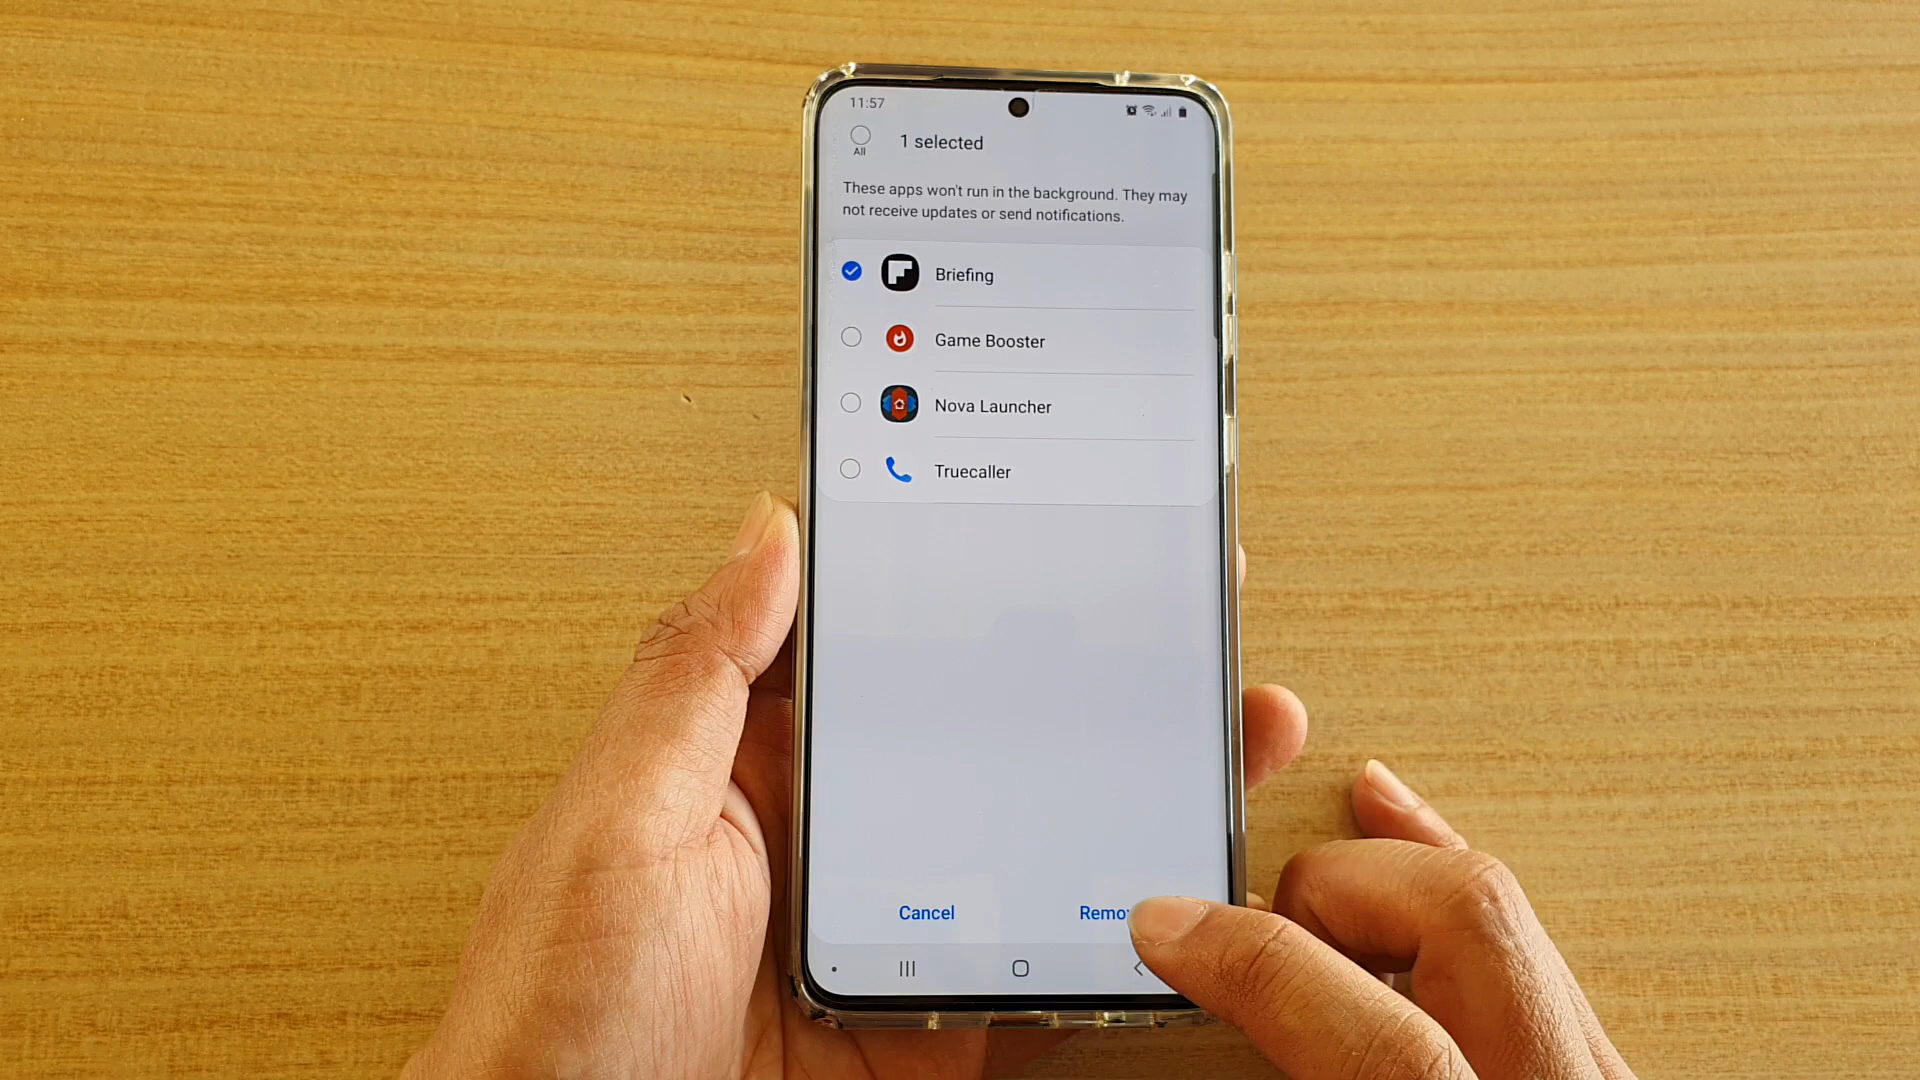 11:57
All
1 selected
These apps won't run in the background. They may
not receive updates or send notifications.
Briefing
Game Booster
Nova Launcher
Truecaller
Cancel
Remo